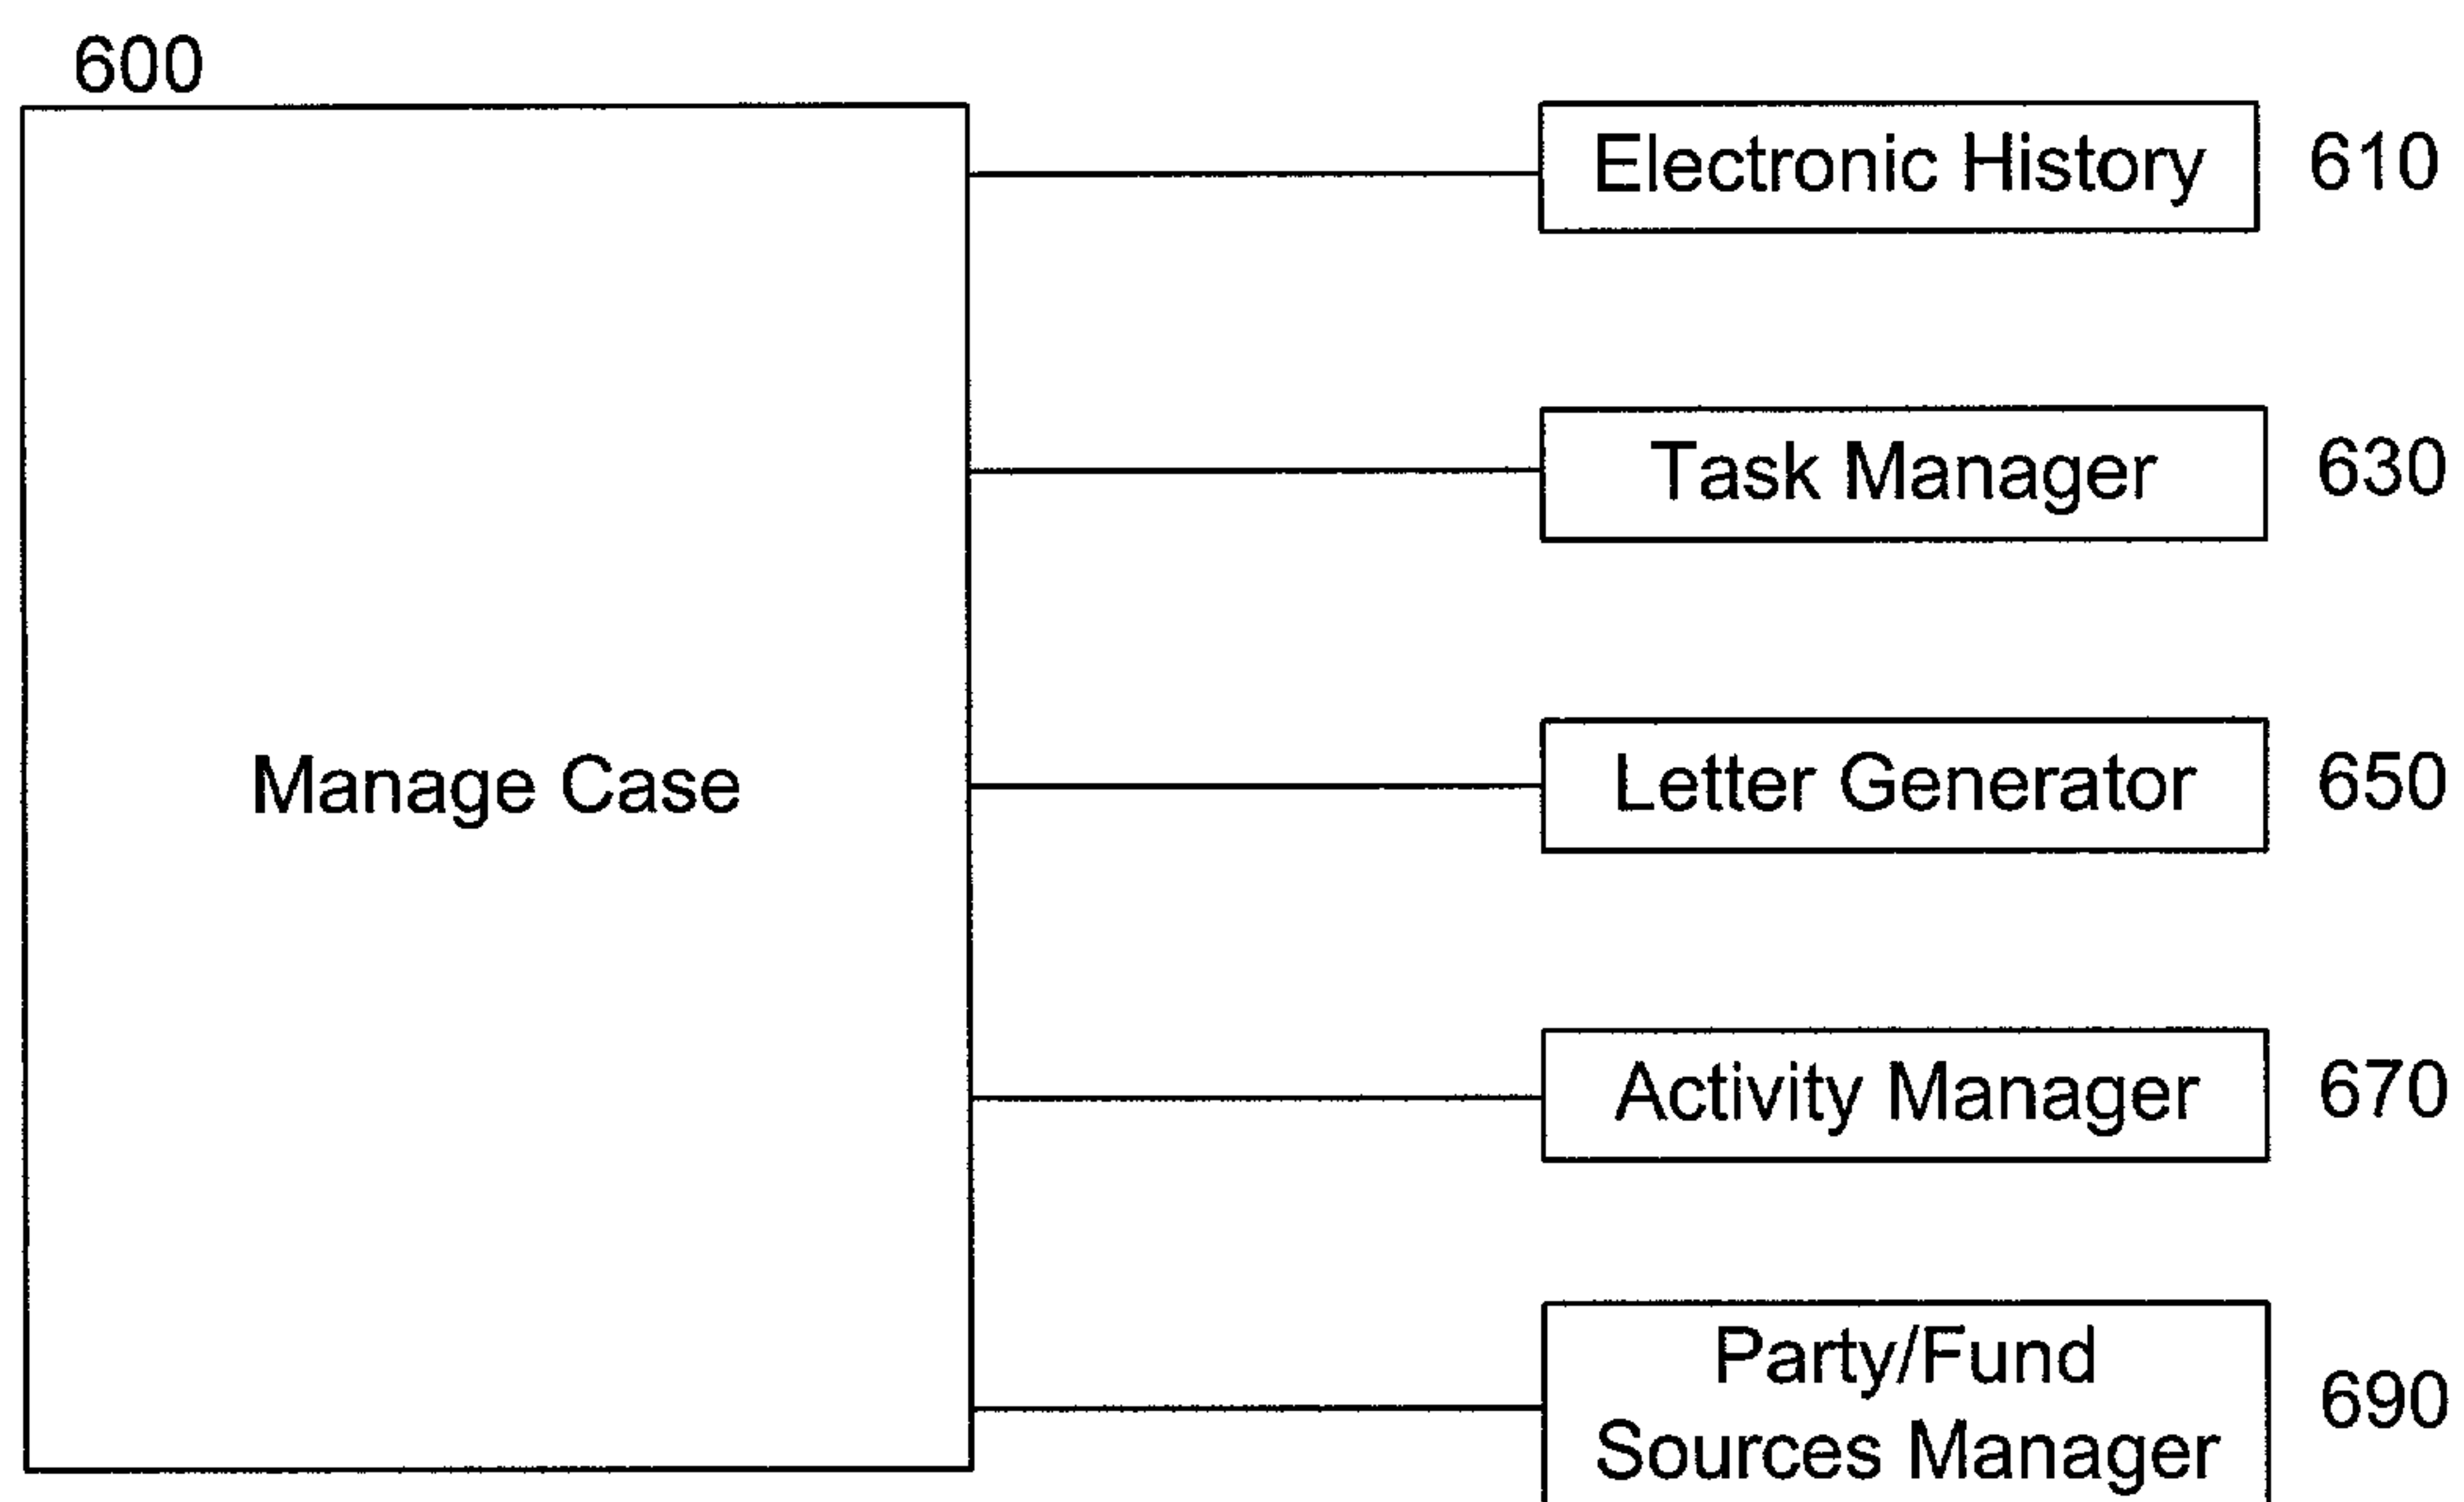 600
Electronic History 610
Task Manager 630
Manage Case
Letter Generator 650
Activity Manager 670
Party/Fund
Sources Manager
690